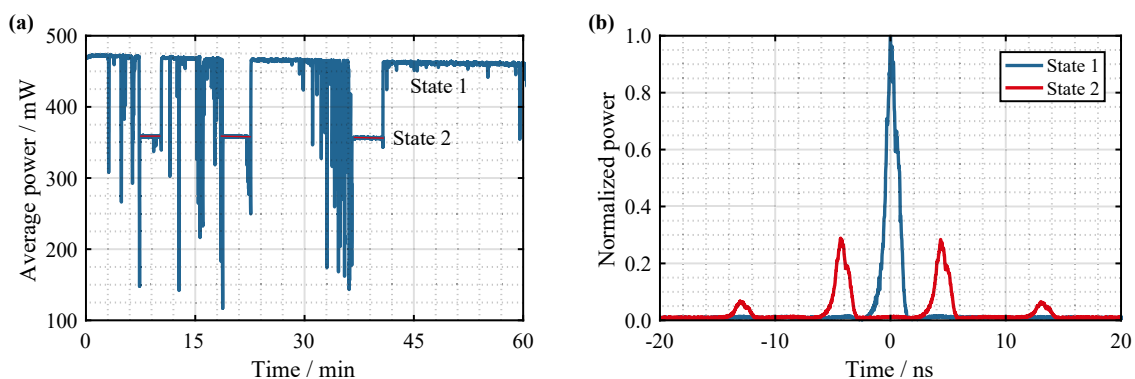 (a)
500
400
300
200
100
0
15
30
45
60
Average power / mW
Time / min
State 1
State 2
(b)
1.0
0.8
0.6
0.4
0.2
0.0
-20
-10
0
10
20
Normalized power
Time / ns
State 1
State 2